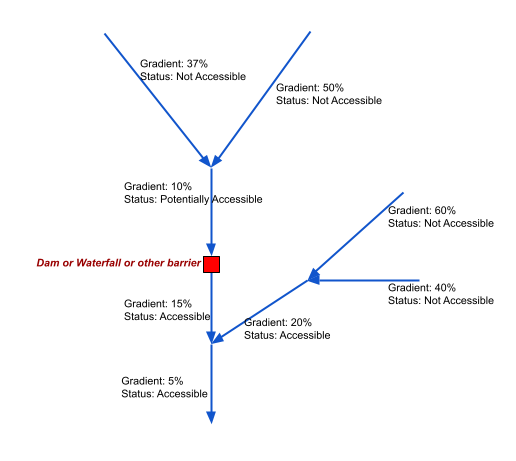 Gradient: 37%
Status: Not Accessible
Gradient: 50%
Status: Not Accessible
Gradient: 10%
Status: Potentially Accessible
Gradient: 60%
Status: Not Accessible
Dam or Waterfall or other barrier
Gradient: 40%
Status: Not Accessible
Gradient: 15%
Status: Accessible
Gradient: 20%
Status: Accessible
Gradient: 5%
Status: Accessible